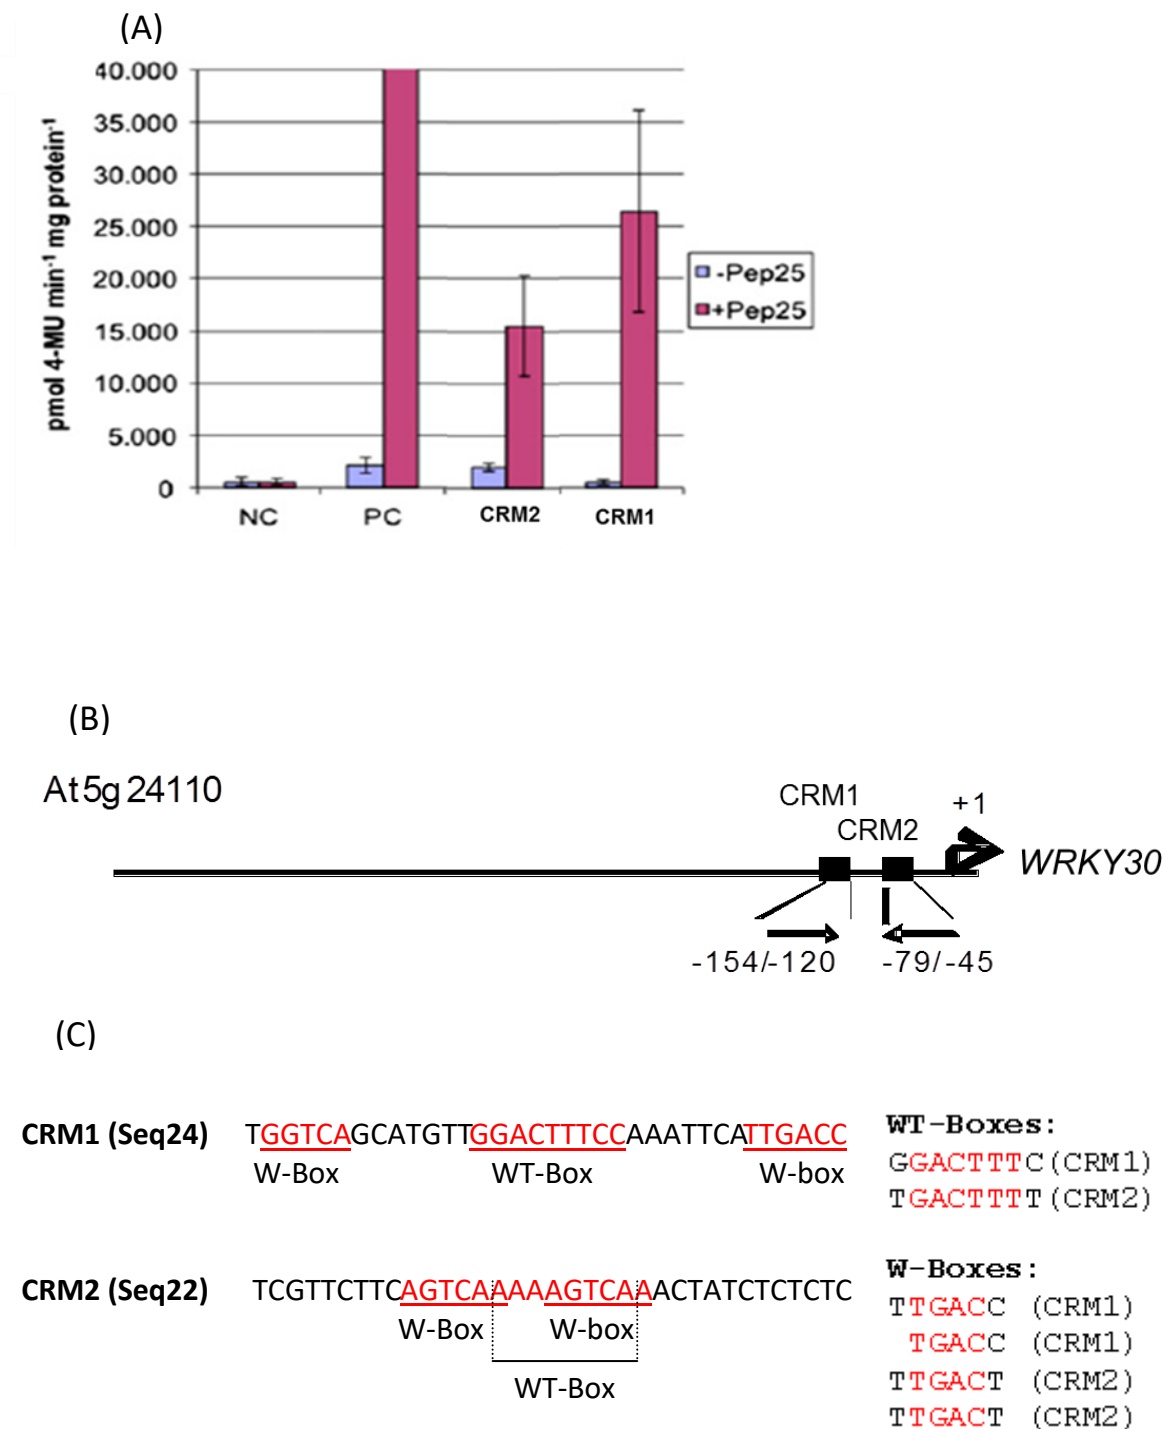 (A)
40.000
35.000
30.000
25.000
20.000
15.000
10.000
5.000
0
pmol 4-MU min⁻¹ mg protein⁻¹
NC PC CRM2 CRM1
-Pep25
+Pep25
(B)
At5g24110
CRM1
CRM2
+1
WRKY30
-154/-120 -79/-45
(C)
CRM1 (Seq24) TGGTCAGCATGTTGGACTTTCCAAATTCATTGACC
W-Box WT-Box W-box
WT-Boxes:
GGACTTTC(CRM1)
TGACTTTT(CRM2)
CRM2 (Seq22) TCGTTCTTCAGTCAAAAAGTCAAACTATCTCTCTC
W-Box W-box
WT-Box
W-Boxes:
TTGACC (CRM1)
TGACC (CRM1)
TTGACT (CRM2)
TTGACT (CRM2)